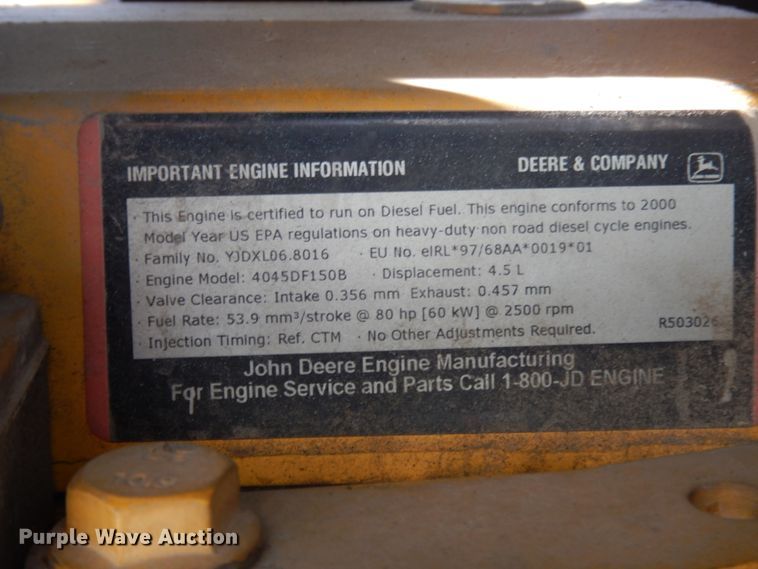 IMPORTANT ENGINE INFORMATION DEERE & COMPANY
· This Engine is certified to run on Diesel Fuel. This engine conforms to 2000
Model Year US EPA regulations on heavy-duty non road diesel cycle engines.
· Family No. YJDXL06.8016 · EU No. eIRL*97/68AA*0019*01
· Engine Model: 4045DF150B · Displacement: 4.5 L
· Valve Clearance: Intake 0.356 mm Exhaust: 0.457 mm
· Fuel Rate: 53.9 mm³/stroke @ 80 hp [60 kW] @ 2500 rpm
· Injection Timing: Ref. CTM · No Other Adjustments Required. R503026
John Deere Engine Manufacturing
For Engine Service and Parts Call 1-800-JD ENGINE
10.9
Purple Wave Auction